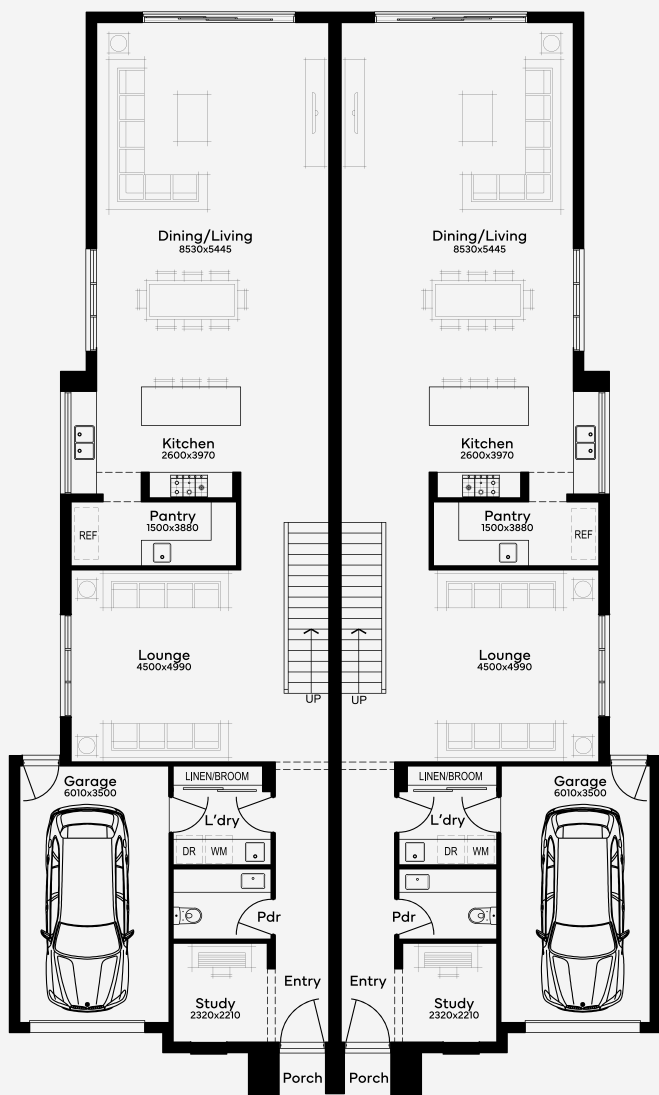 Dining/Living
8530x5445
Dining/Living
8530x5445
Kitchen
2600x3970
Kitchen
2600x3970
Pantry
1500x3880
REF
Pantry
1500x3880
REF
Lounge
4500x4990
Lounge
4500x4990
UP
UP
Garage
6010x3500
LINEN/BROOM
LINEN/BROOM
Garage
6010x3500
L'dry
L'dry
DR
WM
DR
WM
Pdr
Pdr
Entry
Entry
Study
2320x2210
Study
2320x2210
Porch
Porch